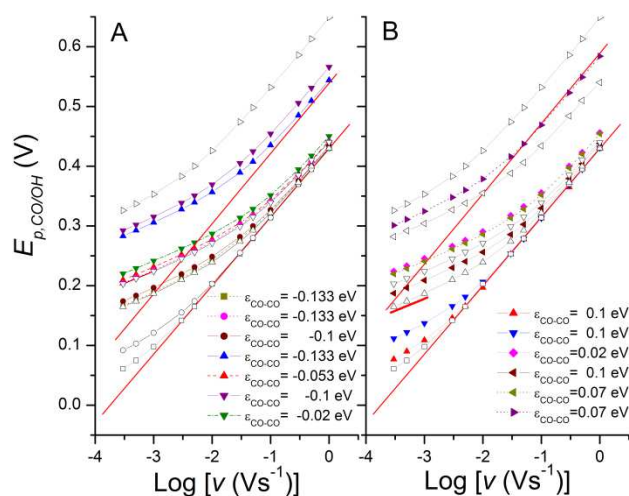 A
B
0.6
0.5
0.4
0.3
0.2
0.1
0.0
E_p,CO/OH (V)
ε_CO-CO= -0.133 eV
ε_CO-CO= -0.133 eV
ε_CO-CO= -0.1 eV
ε_CO-CO= -0.133 eV
ε_CO-CO= -0.053 eV
ε_CO-CO= -0.1 eV
ε_CO-CO= -0.02 eV
ε_CO-CO= 0.1 eV
ε_CO-CO= 0.1 eV
ε_CO-CO=0.02 eV
ε_CO-CO= 0.1 eV
ε_CO-CO=0.07 eV
ε_CO-CO=0.07 eV
-4 -3 -2 -1 0 -4 -3 -2 -1 0 1
Log [v (Vs⁻¹)] Log [v (Vs⁻¹)]